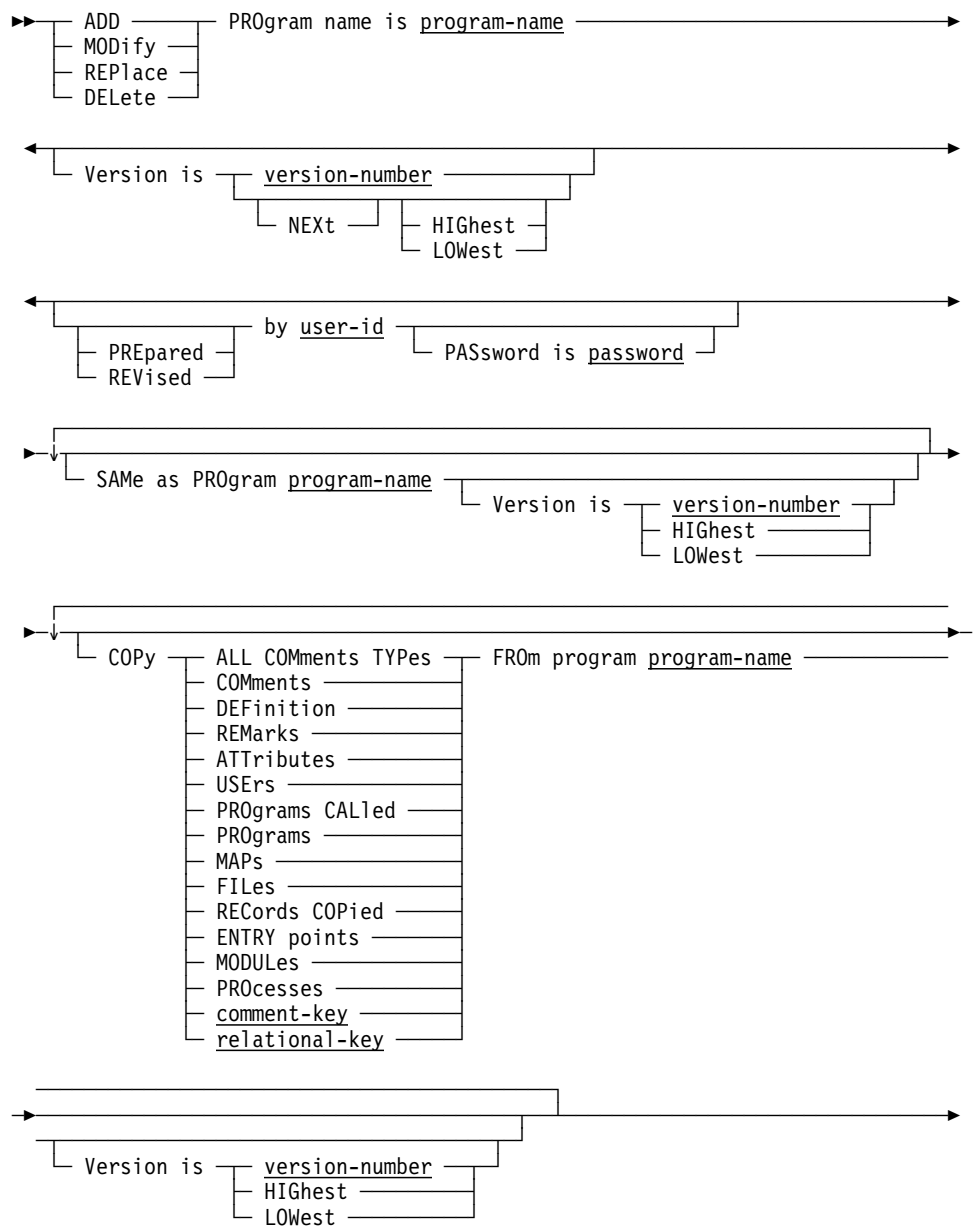 ADD PROgram name is program-name
MODify
REPlace
DELete
Version is version-number
NEXt HIGhest
LOWest
by user-id
PREpared PASsword is password
REVised
SAMe as PROgram program-name
Version is version-number
HIGhest
LOWest
COPy ALL COMments TYPes FROm program program-name
COMments
DEFinition
REMarks
ATTributes
USErs
PROgrams CALled
PROgrams
MAPs
FILes
RECords COPied
ENTRY points
MODULes
PROcesses
comment-key
relational-key
Version is version-number
HIGhest
LOWest